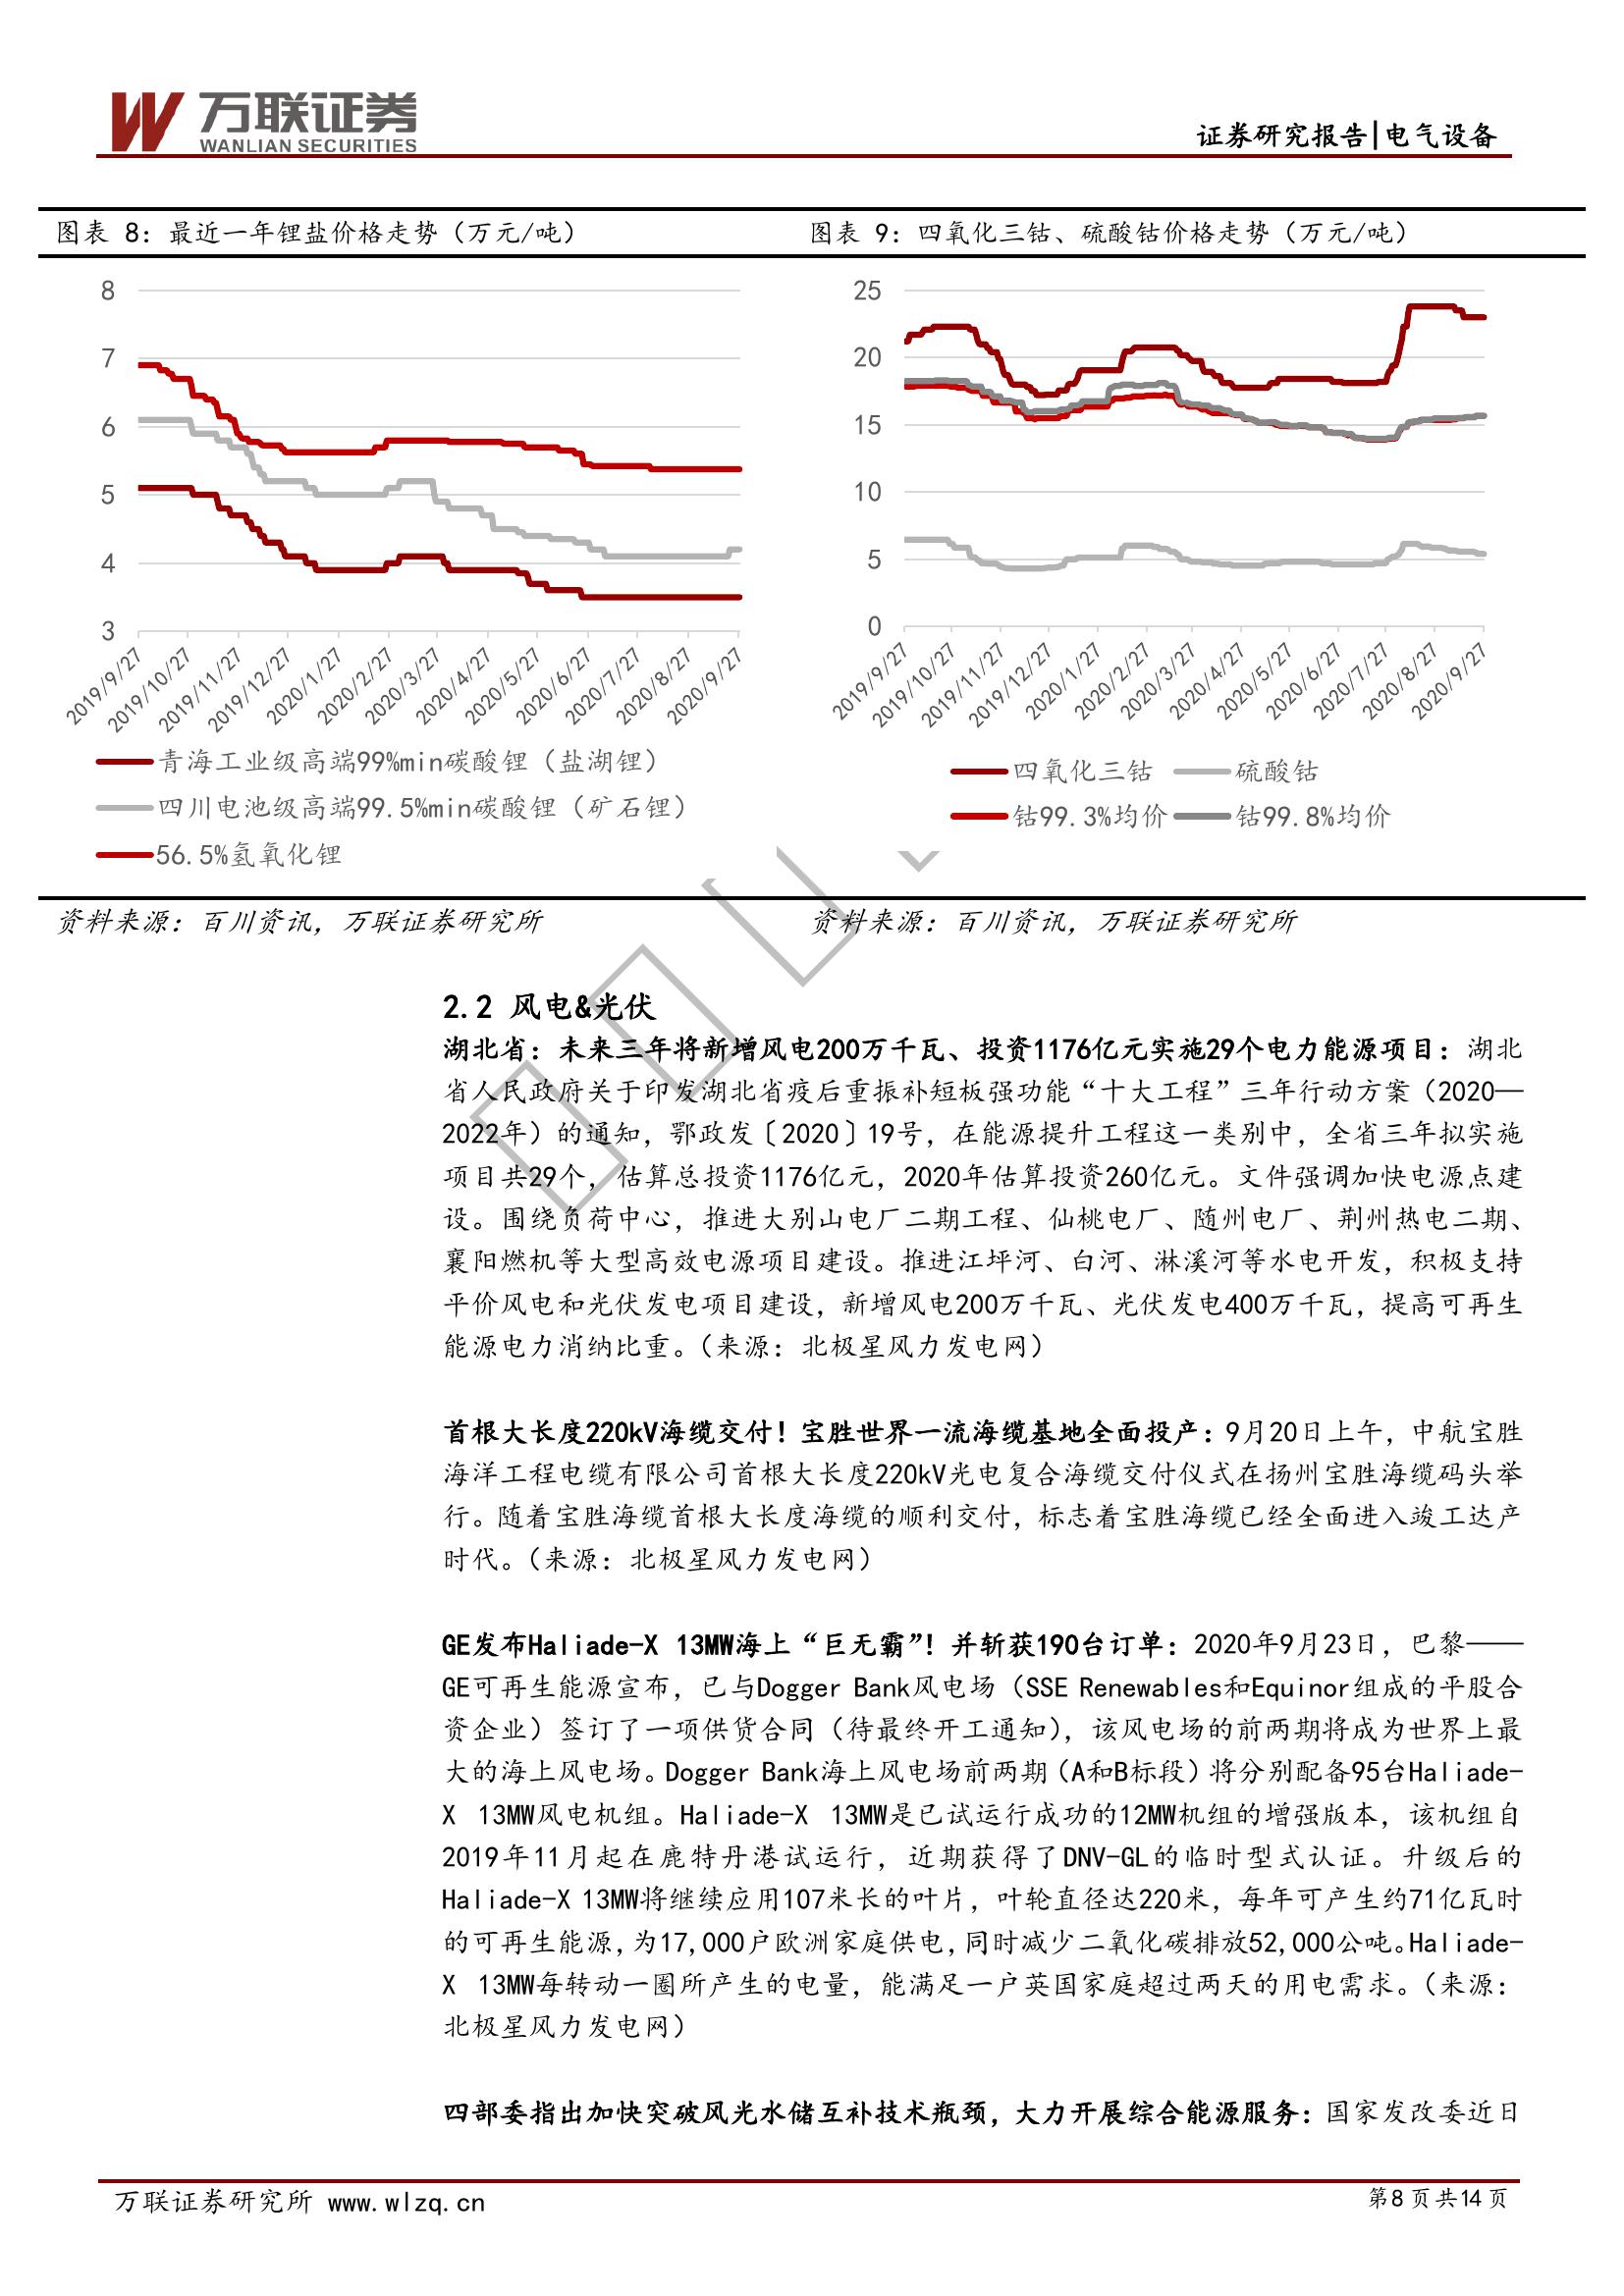 万联证券
WANLIAN SECURITIES
证券研究报告|电气设备
图表 8：最近一年锂盐价格走势（万元/吨）
8
7
6
5
4
3
2019/9/27
2019/10/27
2019/11/27
2019/12/27
2020/1/27
2020/2/27
2020/3/27
2020/4/27
2020/5/27
2020/6/27
2020/7/27
2020/8/27
2020/9/27
青海工业级高端99%min碳酸锂（盐湖锂）
四川电池级高端99.5%min碳酸锂（矿石锂）
56.5%氢氧化锂
资料来源：百川资讯，万联证券研究所
图表 9：四氧化三钴、硫酸钴价格走势（万元/吨）
25
20
15
10
5
0
2019/9/27
2019/10/27
2019/11/27
2019/12/27
2020/1/27
2020/2/27
2020/3/27
2020/4/27
2020/5/27
2020/6/27
2020/7/27
2020/8/27
2020/9/27
四氧化三钴 硫酸钴
钴99.3%均价 钴99.8%均价
资料来源：百川资讯，万联证券研究所
2.2 风电&光伏
湖北省：未来三年将新增风电200万千瓦、投资1176亿元实施29个电力能源项目：湖北
省人民政府关于印发湖北省疫后重振补短板强功能“十大工程”三年行动方案（2020—
2022年）的通知，鄂政发〔2020〕19号，在能源提升工程这一类别中，全省三年拟实施
项目共29个，估算总投资1176亿元，2020年估算投资260亿元。文件强调加快电源点建
设。围绕负荷中心，推进大别山电厂二期工程、仙桃电厂、随州电厂、荆州热电二期、
襄阳燃机等大型高效电源项目建设。推进江坪河、白河、淋溪河等水电开发，积极支持
平价风电和光伏发电项目建设，新增风电200万千瓦、光伏发电400万千瓦，提高可再生
能源电力消纳比重。（来源：北极星风力发电网）
首根大长度220kV海缆交付！宝胜世界一流海缆基地全面投产：9月20日上午，中航宝胜
海洋工程电缆有限公司首根大长度220kV光电复合海缆交付仪式在扬州宝胜海缆码头举
行。随着宝胜海缆首根大长度海缆的顺利交付，标志着宝胜海缆已经全面进入竣工达产
时代。（来源：北极星风力发电网）
GE发布Haliade-X 13MW海上“巨无霸”！并斩获190台订单：2020年9月23日，巴黎——
GE可再生能源宣布，已与Dogger Bank风电场（SSE Renewables和Equinor组成的平股合
资企业）签订了一项供货合同（待最终开工通知），该风电场的前两期将成为世界上最
大的海上风电场。Dogger Bank海上风电场前两期（A和B标段）将分别配备95台Haliade-
X 13MW风电机组。Haliade-X 13MW是已试运行成功的12MW机组的增强版本，该机组自
2019年11月起在鹿特丹港试运行，近期获得了DNV-GL的临时型式认证。升级后的
Haliade-X 13MW将继续应用107米长的叶片，叶轮直径达220米，每年可产生约71亿瓦时
的可再生能源，为17,000户欧洲家庭供电，同时减少二氧化碳排放52,000公吨。Haliade-
X 13MW每转动一圈所产生的电量，能满足一户英国家庭超过两天的用电需求。（来源：
北极星风力发电网）
四部委指出加快突破风光水储互补技术瓶颈，大力开展综合能源服务：国家发改委近日
万联证券研究所 www.wlzq.cn
第8页共14页